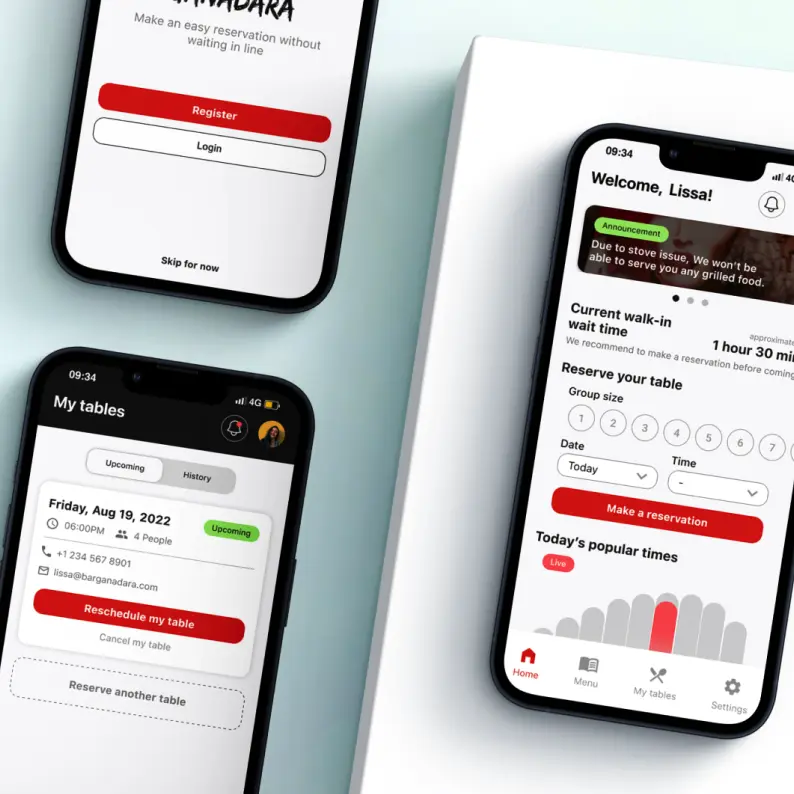 BARGANADARA
Make an easy reservation without
waiting in line
Register
Login
Skip for now
09:34
4G
My tables
Upcoming
History
Friday, Aug 19, 2022
Upcoming
06:00PM
4 People
+1 234 567 8901
lissa@barganadara.com
Reschedule my table
Cancel my table
Reserve another table
09:34
4G
Welcome, Lissa!
Announcement
Due to stove issue, We won't be
able to serve you any grilled food.
Current walk-in
wait time
approximate
1 hour 30 min
We recommend to make a reservation before coming
Reserve your table
Group size
1 2 3 4 5 6 7
Date
Time
Today
-
Make a reservation
Today's popular times
Live
Home
Menu
My tables
Settings